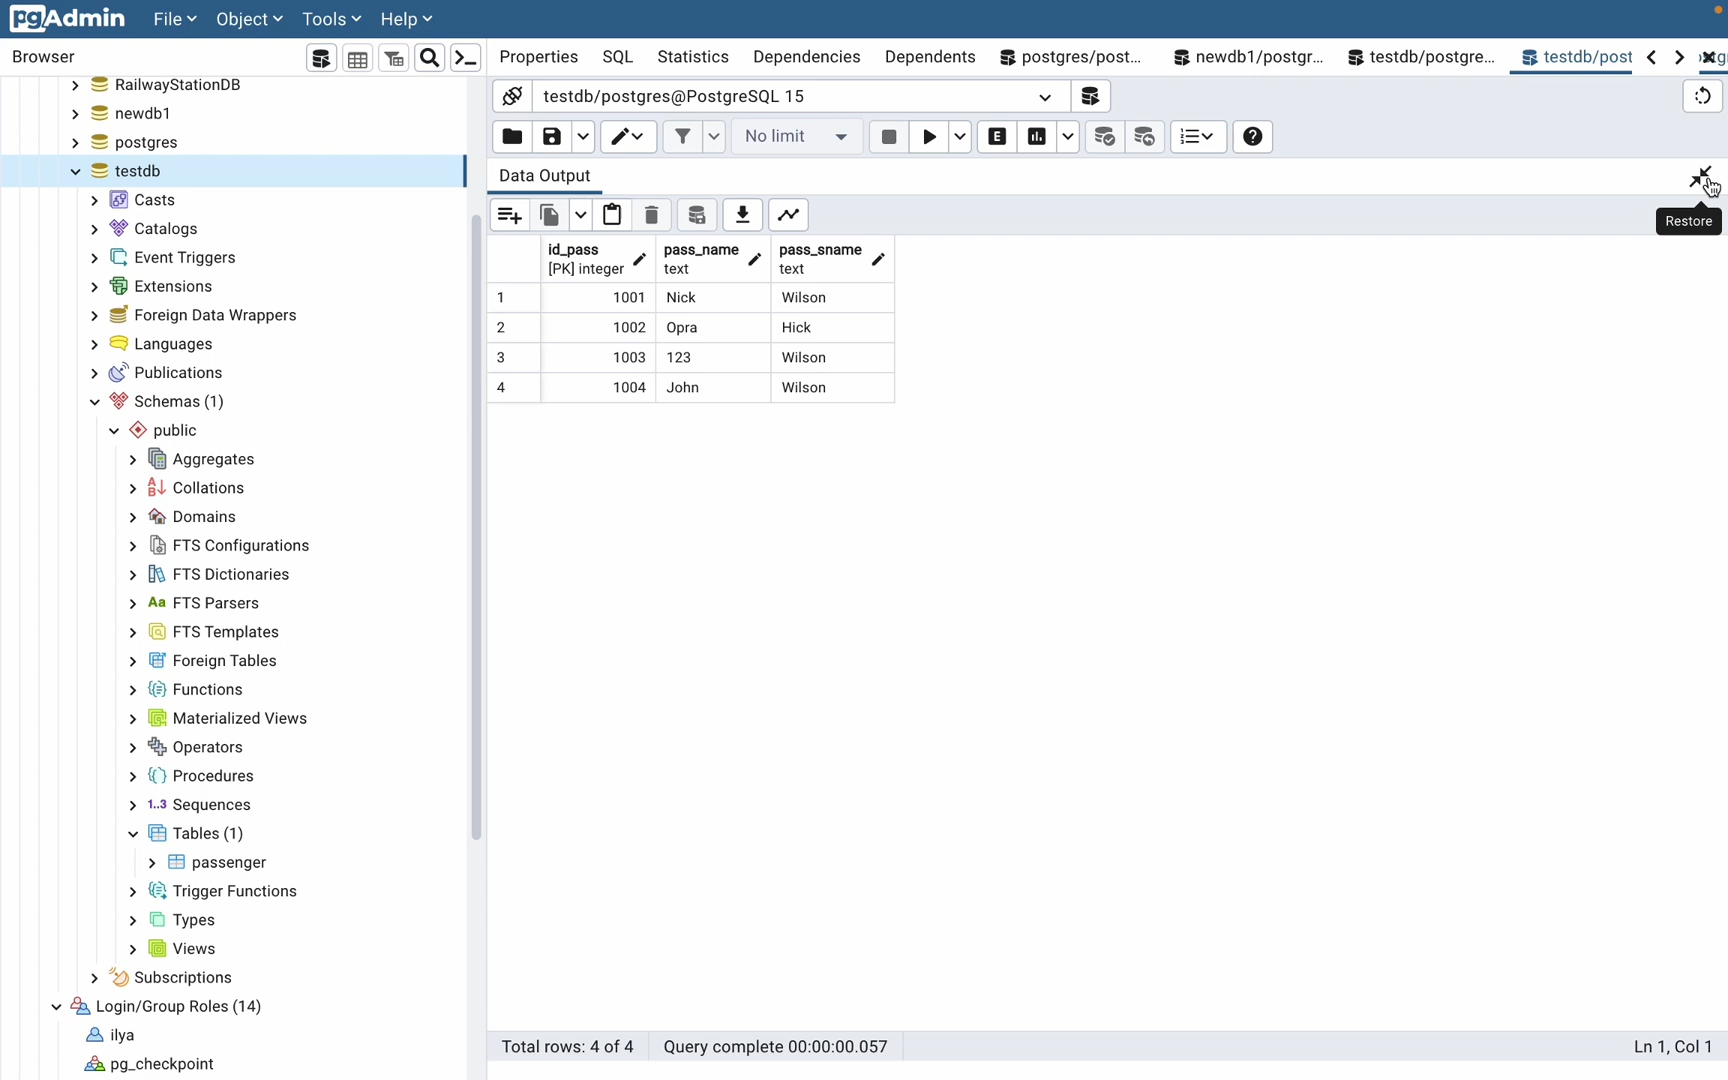 pgAdmin File Object Tools Help
Browser
Properties SQL Statistics Dependencies Dependents postgres/post... newdb1/postgr... testdb/postgre... testdb/post
RailwayStationDB
newdb1
postgres
testdb
Casts
Catalogs
Event Triggers
Extensions
Foreign Data Wrappers
Languages
Publications
Schemas (1)
public
Aggregates
Collations
Domains
FTS Configurations
FTS Dictionaries
Aa FTS Parsers
FTS Templates
Foreign Tables
Functions
Materialized Views
Operators
Procedures
1..3 Sequences
Tables (1)
passenger
Trigger Functions
Types
Views
Subscriptions
Login/Group Roles (14)
ilya
pg_checkpoint
testdb/postgres@PostgreSQL 15
No limit E
Data Output
Restore
id_pass pass_name pass_sname
[PK] integer text text
1 1001 Nick Wilson
2 1002 Opra Hick
3 1003 123 Wilson
4 1004 John Wilson
Total rows: 4 of 4 Query complete 00:00:00.057 Ln 1, Col 1